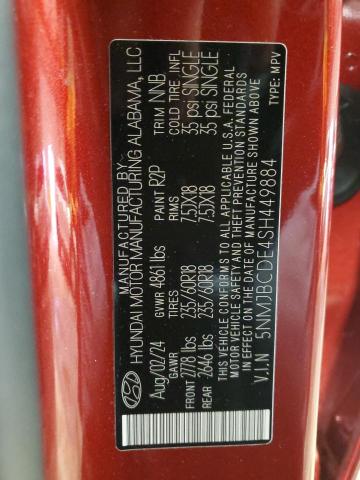 MANUFACTURED BY
HYUNDAI MOTOR MANUFACTURING ALABAMA, LLC
Aug/02/24 GVWR 4861 lbs PAINT R2P TRIM NNB
GAWR TIRES RIMS COLD TIRE INFL
FRONT 2778 lbs 235/60R18 7.5JX18 35 psi SINGLE
REAR 2646 lbs 235/60R18 7.5JX18 35 psi SINGLE
THIS VEHICLE CONFORMS TO ALL APPLICABLE U.S.A. FEDERAL
MOTOR VEHICLE SAFETY STANDARDS
IN EFFECT ON THE DATE OF MANUFACTURE SHOWN ABOVE
V.I.N 5NMJBCDE4SH449884 TYPE: MPV